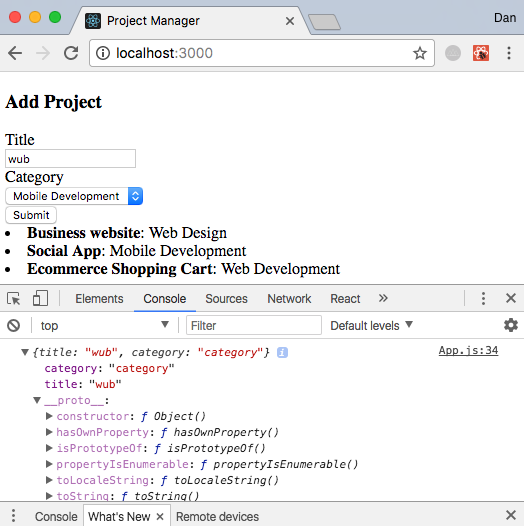 Project Manager
Dan
localhost:3000
Add Project
Title
wub
Category
Mobile Development
Submit
Business website: Web Design
Social App: Mobile Development
Ecommerce Shopping Cart: Web Development
Elements Console Sources Network React »
top Filter Default levels
{title: "wub", category: "category"} App.js:34
category: "category"
title: "wub"
__proto__:
constructor: ƒ Object()
hasOwnProperty: ƒ hasOwnProperty()
isPrototypeOf: ƒ isPrototypeOf()
propertyIsEnumerable: ƒ propertyIsEnumerable()
toLocaleString: ƒ toLocaleString()
toString: ƒ toString()
Console What's New Remote devices